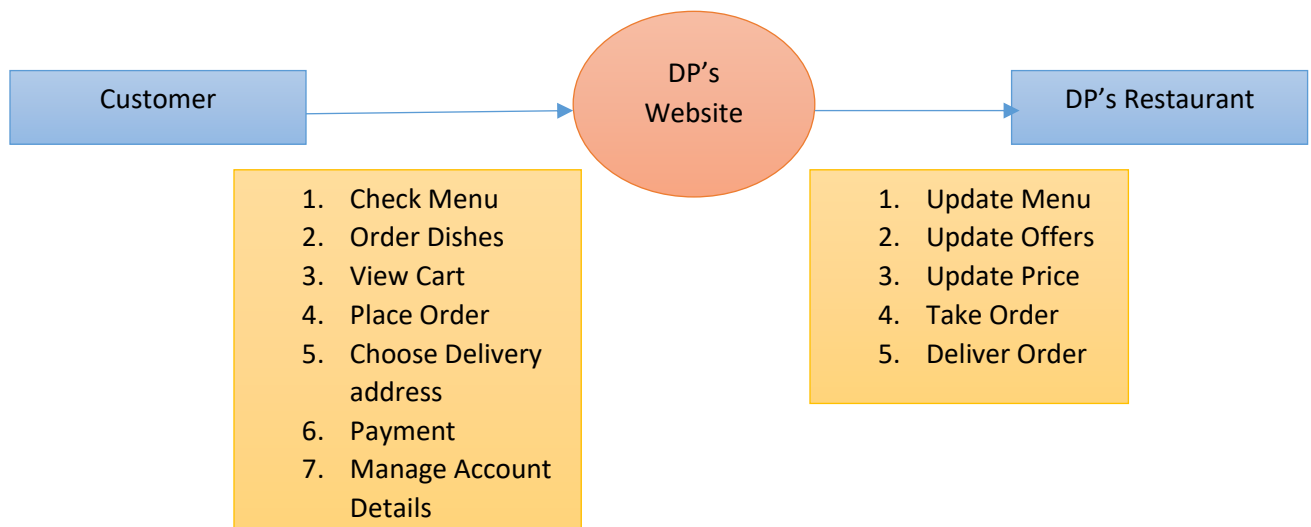 Customer
DP’s
Website
DP’s Restaurant
1. Check Menu
2. Order Dishes
3. View Cart
4. Place Order
5. Choose Delivery
address
6. Payment
7. Manage Account
Details
1. Update Menu
2. Update Offers
3. Update Price
4. Take Order
5. Deliver Order